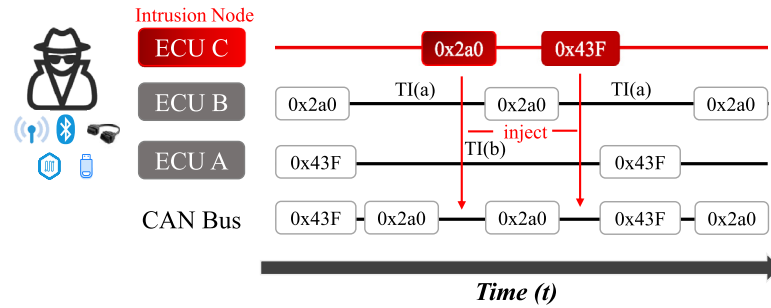 Intrusion Node
ECU C 0x2a0 0x43F
ECU B 0x2a0 TI(a) 0x2a0 TI(a) 0x2a0
inject
ECU A 0x43F TI(b) 0x43F
CAN Bus 0x43F 0x2a0 0x2a0 0x43F 0x2a0
Time (t)